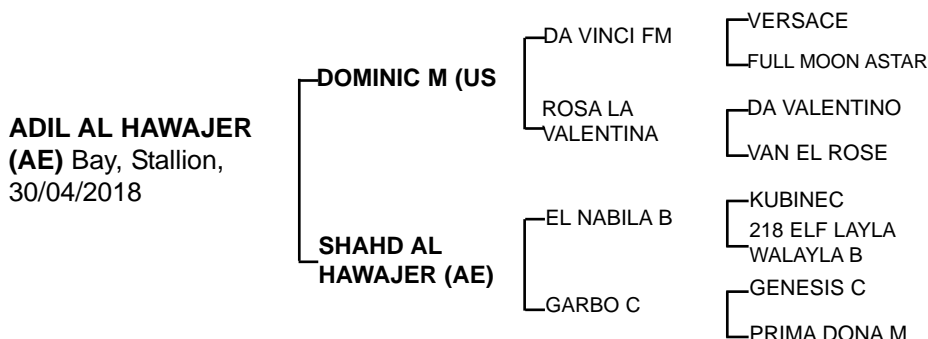 ADIL AL HAWAJER
(AE) Bay, Stallion,
30/04/2018
DOMINIC M (US
SHAHD AL
HAWAJER (AE)
DA VINCI FM
ROSA LA
VALENTINA
EL NABILA B
GARBO C
VERSACE
FULL MOON ASTAR
DA VALENTINO
VAN EL ROSE
KUBINEC
218 ELF LAYLA
WALAYLA B
GENESIS C
PRIMA DONA M